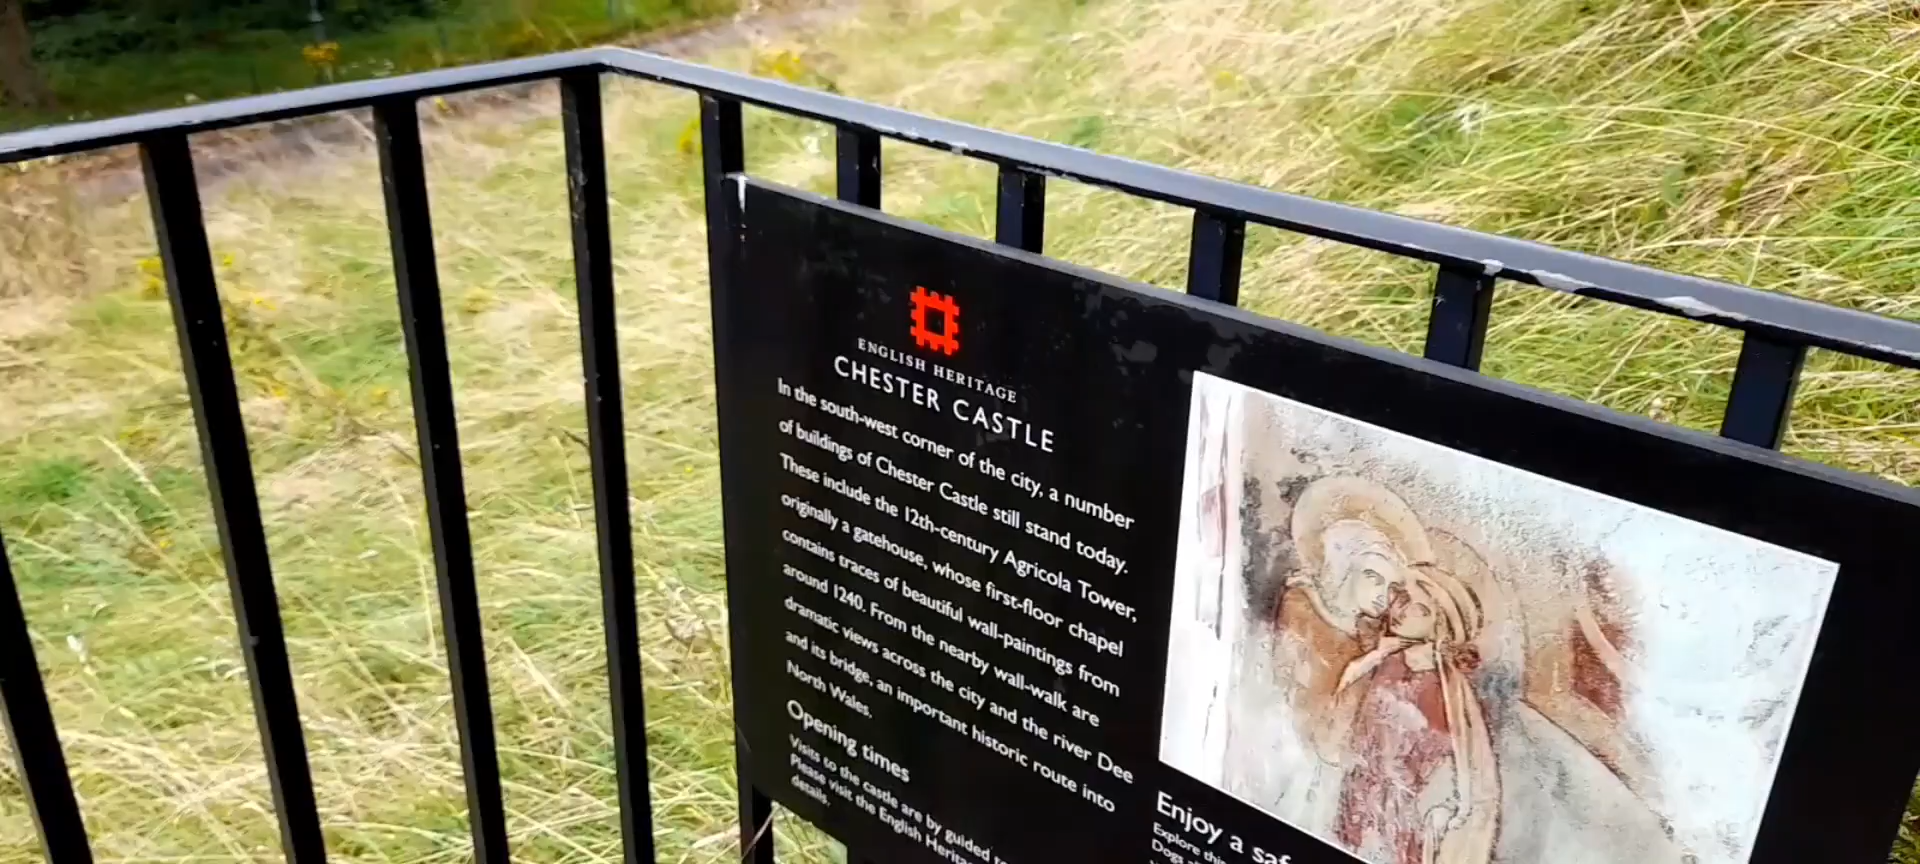 ENGLISH HERITAGE
CHESTER CASTLE
In the south-west corner of the city, a number
of buildings of Chester Castle still stand today.
These include the 12th-century Agricola Tower,
originally a gatehouse, whose first-floor chapel
contains traces of beautiful wall-paintings from
around 1240. From the nearby wall-walk are
dramatic views across the city and the river Dee
and its bridge, an important historic route into
North Wales.
Opening times
Visits to the castle are by guided
Please visit the English
details.
Enjoy a
Explore
Dogs